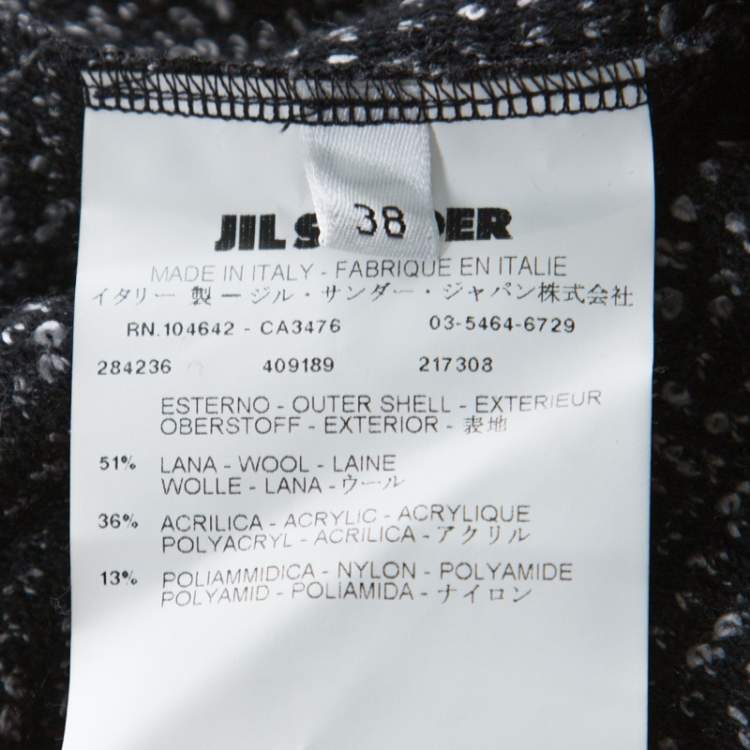 38
JIL S DER
MADE IN ITALY - FABRIQUE EN ITALIE
イタリー 製 ー ジル・サンダー・ジャパン株式会社
RN.104642 - CA3476 03-5464-6729
284236 409189 217308
ESTERNO - OUTER SHELL - EXTERIEUR
OBERSTOFF - EXTERIOR - 表地
51% LANA - WOOL - LAINE
WOLLE - LANA - ウール
36% ACRILICA - ACRYLIC - ACRYLIQUE
POLYACRYL - ACRILICA - アクリル
13% POLIAMMIDICA - NYLON - POLYAMIDE
POLYAMID - POLIAMIDA - ナイロン